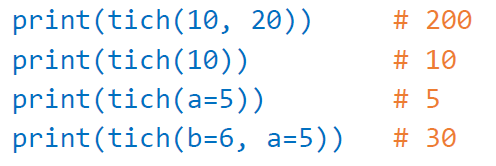 print(tich(10, 20))     # 200
print(tich(10))         # 10
print(tich(a=5))        # 5
print(tich(b=6, a=5))   # 30